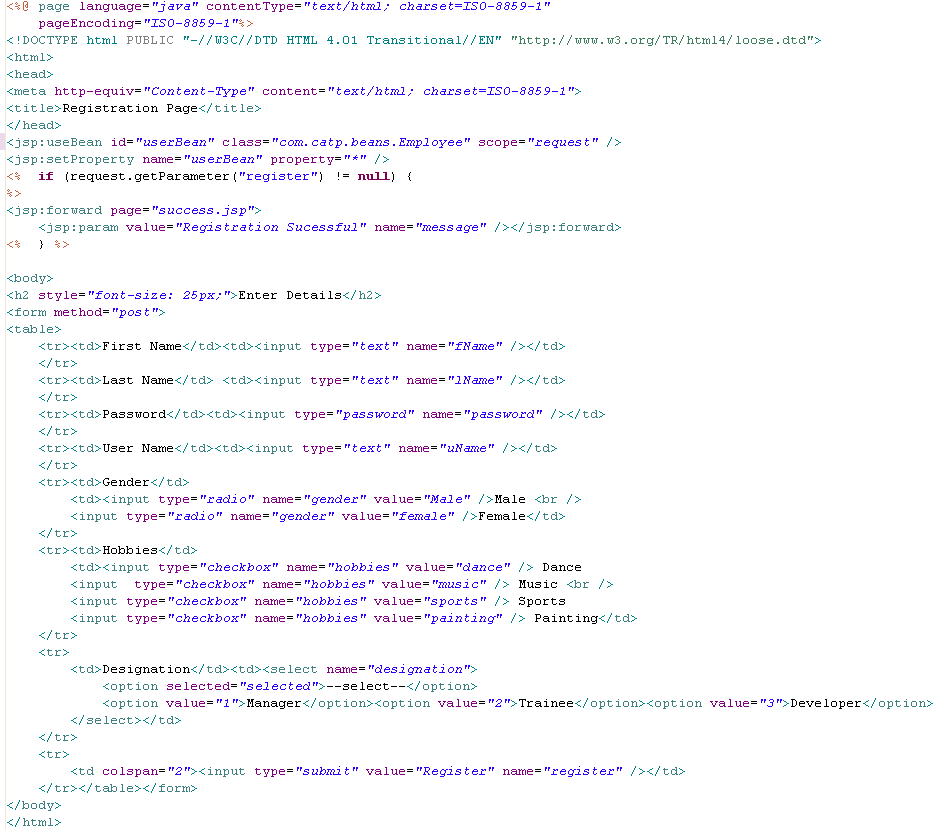 <%@ page language="java" contentType="text/html; charset=ISO-8859-1"
    pageEncoding="ISO-8859-1"%>
<!DOCTYPE html PUBLIC "-//W3C//DTD HTML 4.01 Transitional//EN" "http://www.w3.org/TR/html4/loose.dtd">
<html>
<head>
<meta http-equiv="Content-Type" content="text/html; charset=ISO-8859-1">
<title>Registration Page</title>
</head>
<jsp:useBean id="userBean" class="com.catp.beans.Employee" scope="request" />
<jsp:setProperty name="userBean" property="*" />
<%  if (request.getParameter("register") != null) {
%>
<jsp:forward page="success.jsp">
    <jsp:param value="Registration Sucessful" name="message" /></jsp:forward>
<%  } %>

<body>
<h2 style="font-size: 25px;">Enter Details</h2>
<form method="post">
<table>
    <tr><td>First Name</td><td><input type="text" name="fName" /></td>
    </tr>
    <tr><td>Last Name</td> <td><input type="text" name="lName" /></td>
    </tr>
    <tr><td>Password</td><td><input type="password" name="password" /></td>
    </tr>
    <tr><td>User Name</td><td><input type="text" name="uName" /></td>
    </tr>
    <tr><td>Gender</td>
        <td><input type="radio" name="gender" value="Male" />Male <br />
        <input type="radio" name="gender" value="female" />Female</td>
    </tr>
    <tr><td>Hobbies</td>
        <td><input type="checkbox" name="hobbies" value="dance" /> Dance
        <input  type="checkbox" name="hobbies" value="music" /> Music <br />
        <input type="checkbox" name="hobbies" value="sports" /> Sports
        <input type="checkbox" name="hobbies" value="painting" /> Painting</td>
    </tr>
    <tr>
        <td>Designation</td><td><select name="designation">
            <option selected="selected">--select--</option>
            <option value="1">Manager</option><option value="2">Trainee</option><option value="3">Developer</option>
        </select></td>
    </tr>
    <tr>
        <td colspan="2"><input type="submit" value="Register" name="register" /></td>
    </tr></table></form>
</body>
</html>